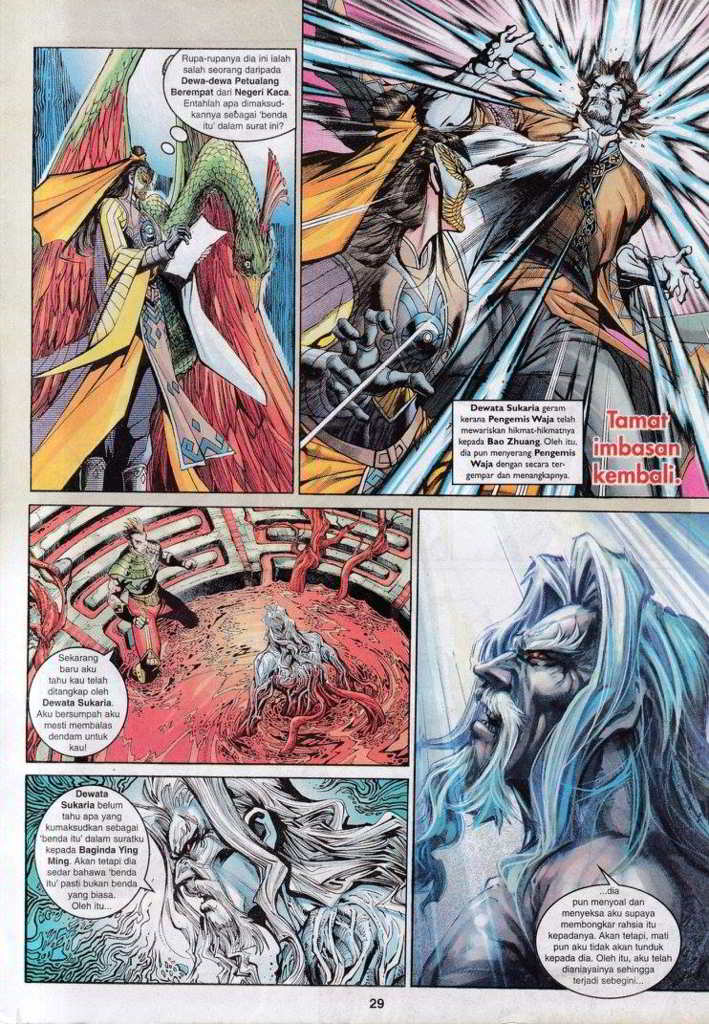 Rupa-rupanya dia ini ialah
salah seorang daripada
Dewa-dewa Petualang
Berempat dari Negeri Kaca.
Entahlah apa dimaksud-
kannya sebagai 'benda
itu' dalam surat ini?
Dewata Sukaria geram
kerana Pengemis Waja telah
mewariskan hikmat-hikmatnya
kepada Bao Zhuang. Oleh itu,
dia pun menyerang Pengemis
Waja dengan secara ter-
gempar dan menangkapnya.
Tamat
imbasan
kembali.
Sekarang
baru aku
tahu kau telah
ditangkap oleh
Dewata Sukaria.
Aku bersumpah aku
mesti membalas
dendam untuk
kau!
Dewata
Sukaria belum
tahu apa yang
kumaksudkan sebagai
'benda itu' dalam suratku
kepada Baginda Ying
Ming. Akan tetapi dia
sedar bahawa 'benda
itu' pasti bukan benda
yang biasa.
Oleh itu...
...dia
pun menyoal dan
menyeksa aku supaya
membongkar rahsia itu
kepadanya. Akan tetapi, mati
pun aku tidak akan tunduk
kepada dia. Oleh itu, aku telah
dianiayainya sehingga
terjadi sebegini...
29